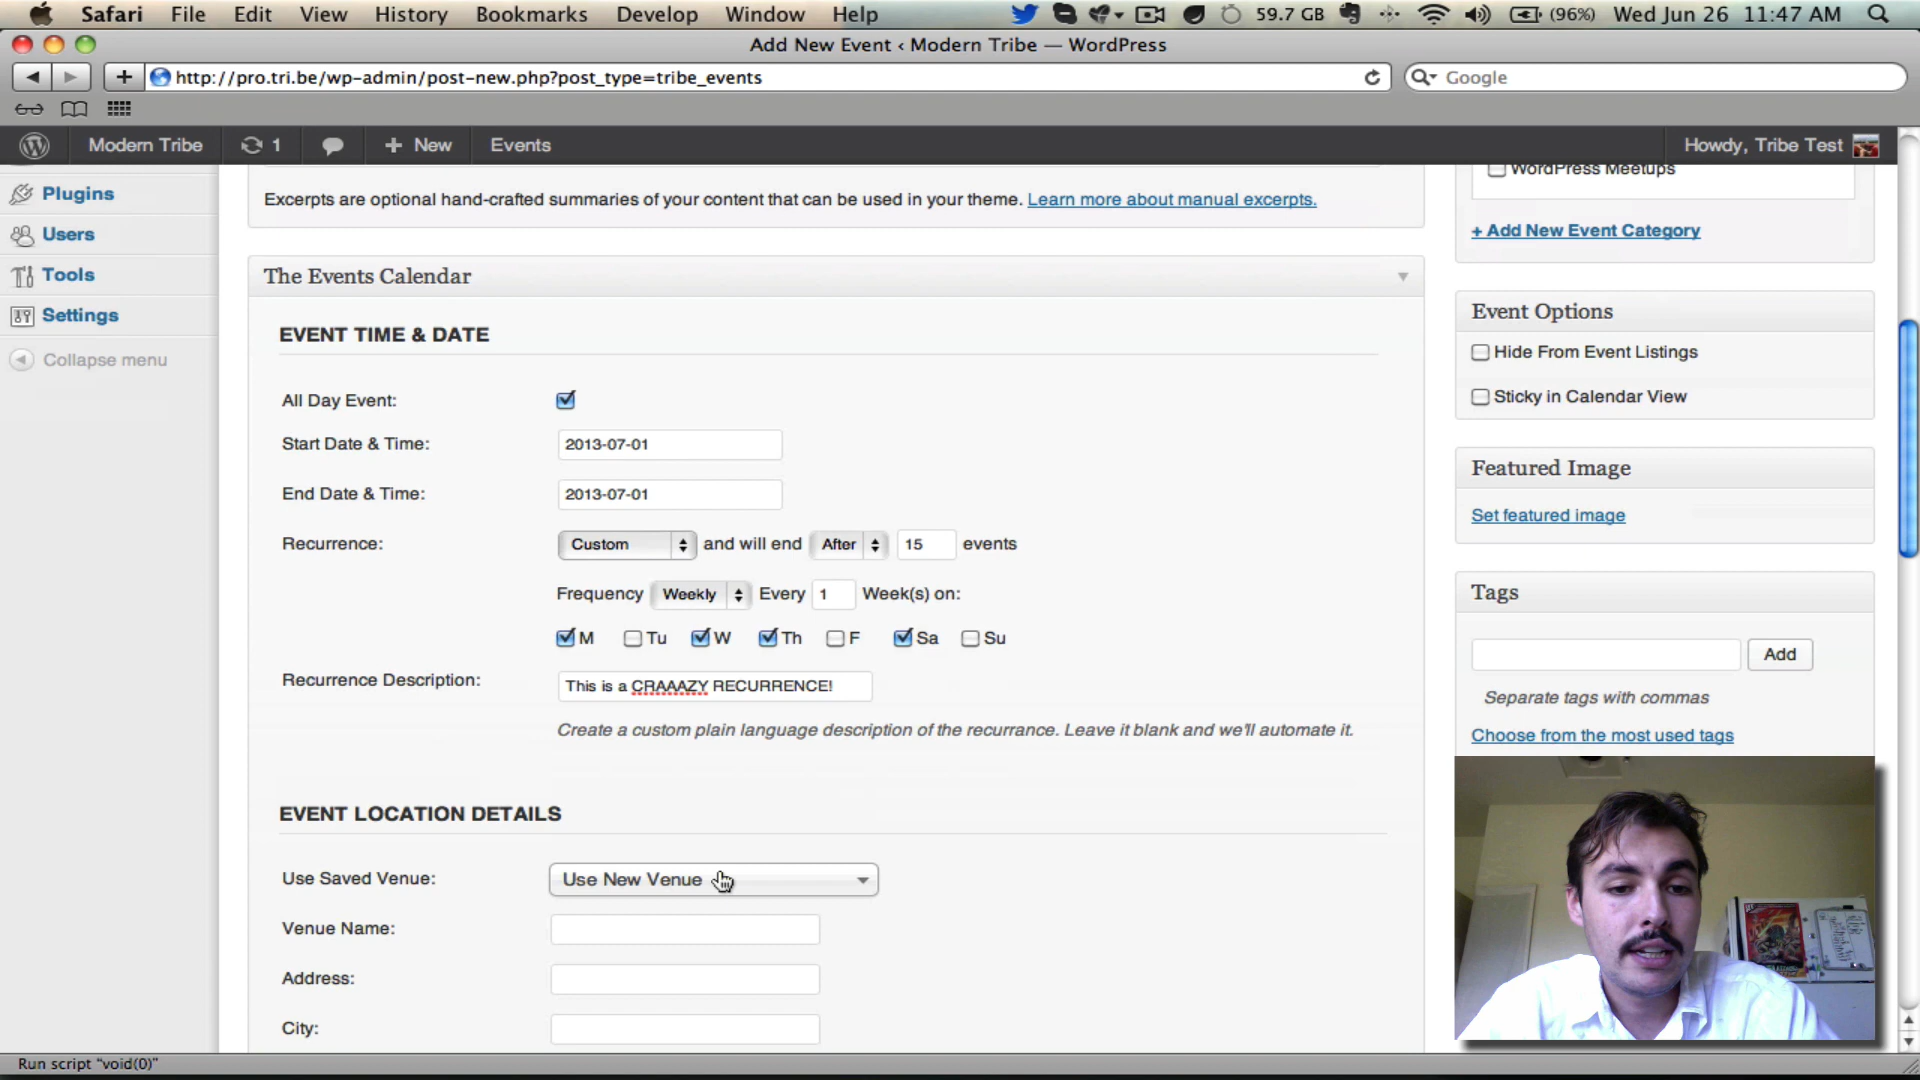 Safari File Edit View History Bookmarks Develop Window Help 59.7 GB (96%) Wed Jun 26 11:47 AM
Add New Event ‹ Modern Tribe — WordPress
http://pro.tri.be/wp-admin/post-new.php?post_type=tribe_events Google
Modern Tribe 1 + New Events Howdy, Tribe Test
Plugins
Users
Tools
Settings
Collapse menu
Excerpts are optional hand-crafted summaries of your content that can be used in your theme. Learn more about manual excerpts.
The Events Calendar
EVENT TIME & DATE
All Day Event:
Start Date & Time: 2013-07-01
End Date & Time: 2013-07-01
Recurrence: Custom and will end After 15 events
Frequency Weekly Every 1 Week(s) on:
M Tu W Th F Sa Su
Recurrence Description: This is a CRAAAZY RECURRENCE!
Create a custom plain language description of the recurrence. Leave it blank and we'll automate it.
EVENT LOCATION DETAILS
Use Saved Venue: Use New Venue
Venue Name:
Address:
City:
WordPress Meetups
+ Add New Event Category
Event Options
Hide From Event Listings
Sticky in Calendar View
Featured Image
Set featured image
Tags
Add
Separate tags with commas
Choose from the most used tags
Run script "void(0)"